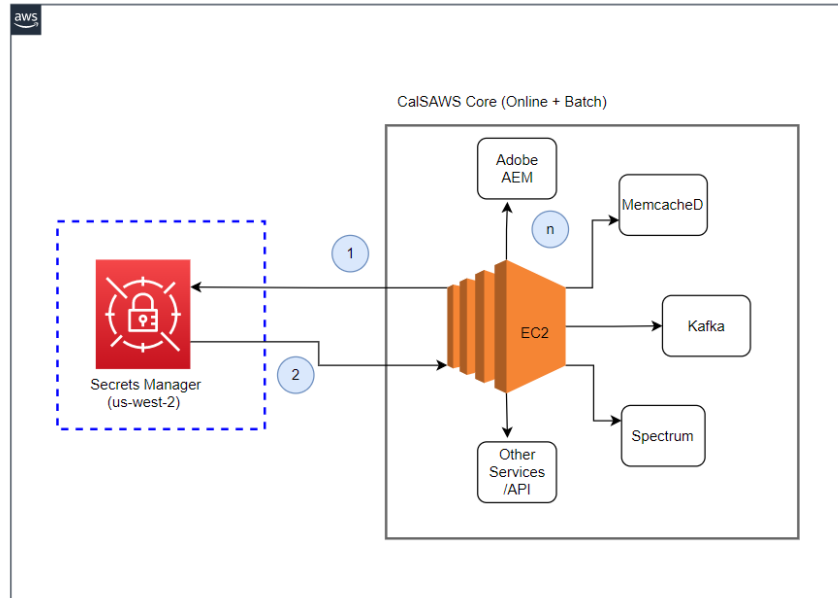 aws
CalSAWS Core (Online + Batch)
Adobe
AEM
MemcacheD
n
1
EC2
Kafka
Secrets Manager
(us-west-2)
2
Spectrum
Other
Services
/API